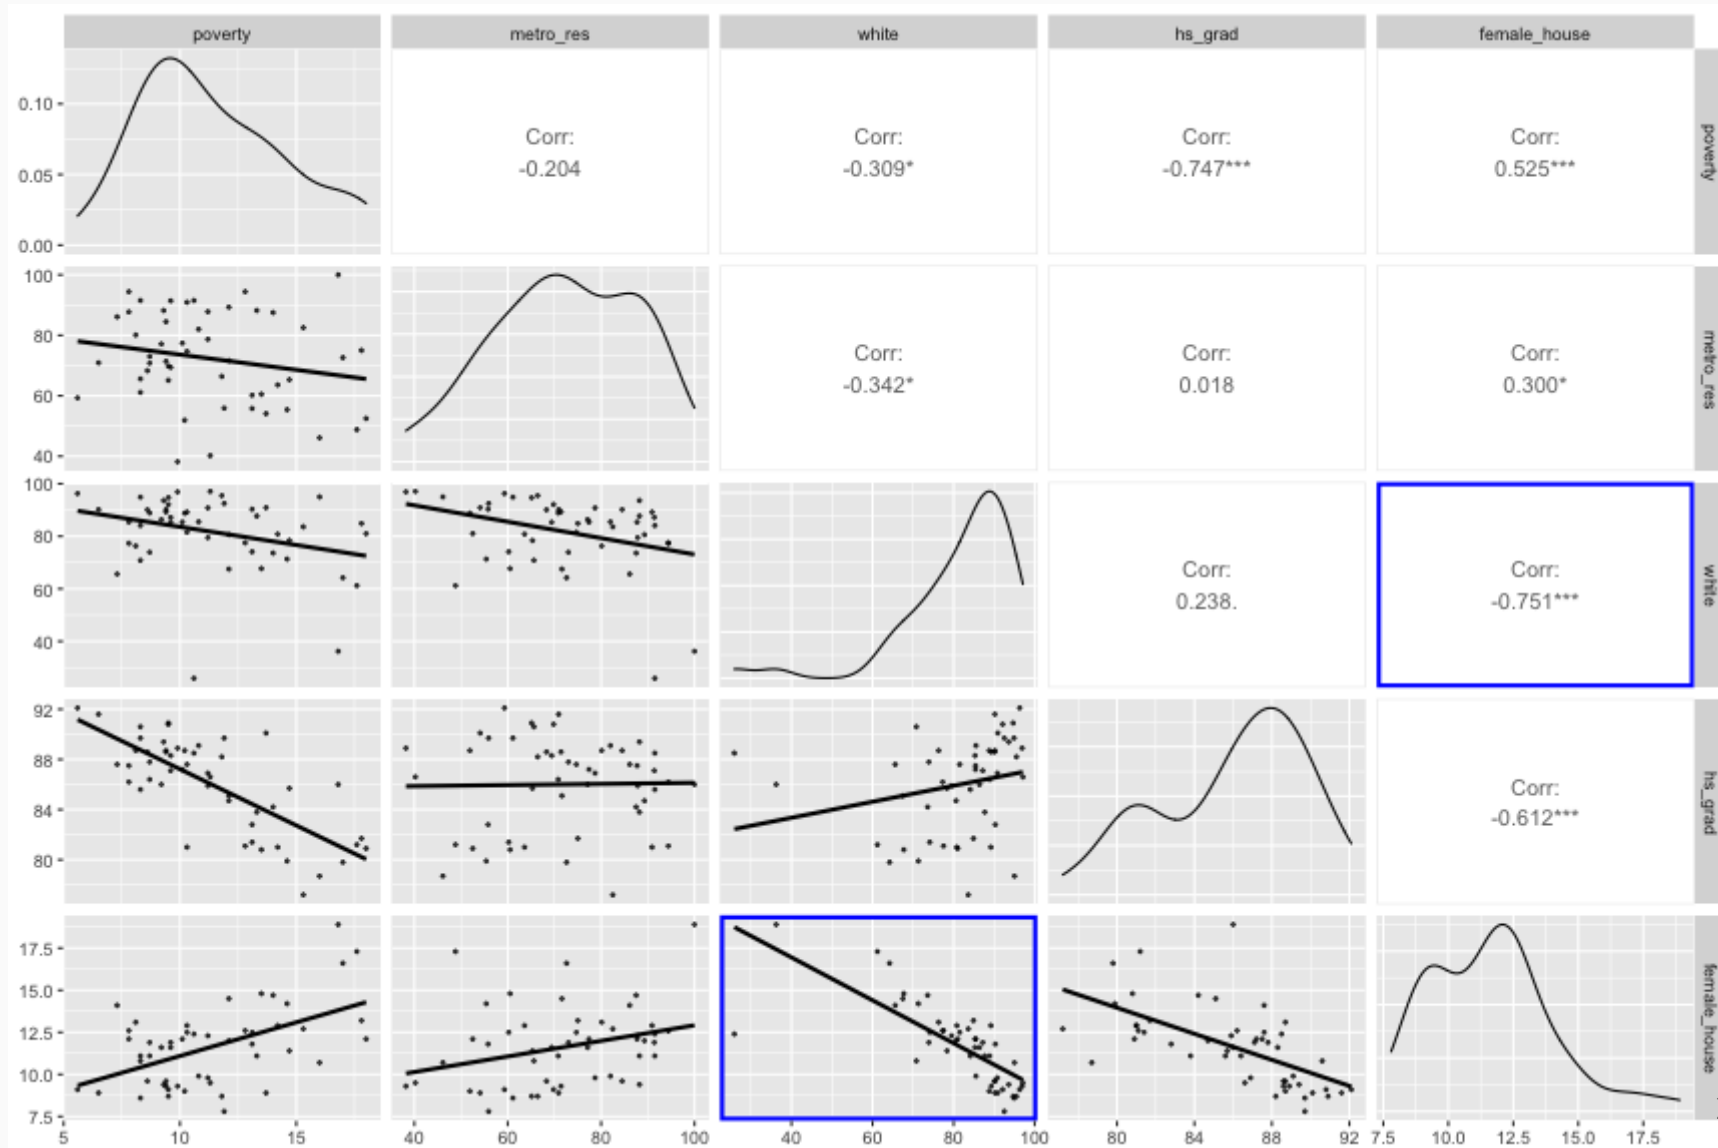 poverty metro_res white hs_grad female_house
0.10
0.05
0.00
Corr:
-0.204
Corr:
-0.309*
Corr:
-0.747***
Corr:
0.525***
poverty
100
80
60
40
Corr:
-0.342*
Corr:
0.018
Corr:
0.300*
metro_res
100
80
60
40
Corr:
0.238.
Corr:
-0.751***
white
92
88
84
80
Corr:
-0.612***
hs_grad
17.5
15.0
12.5
10.0
7.5
female_house
5 10 15 40 60 80 100 40 60 80 100 80 84 88 92 7.5 10.0 12.5 15.0 17.5